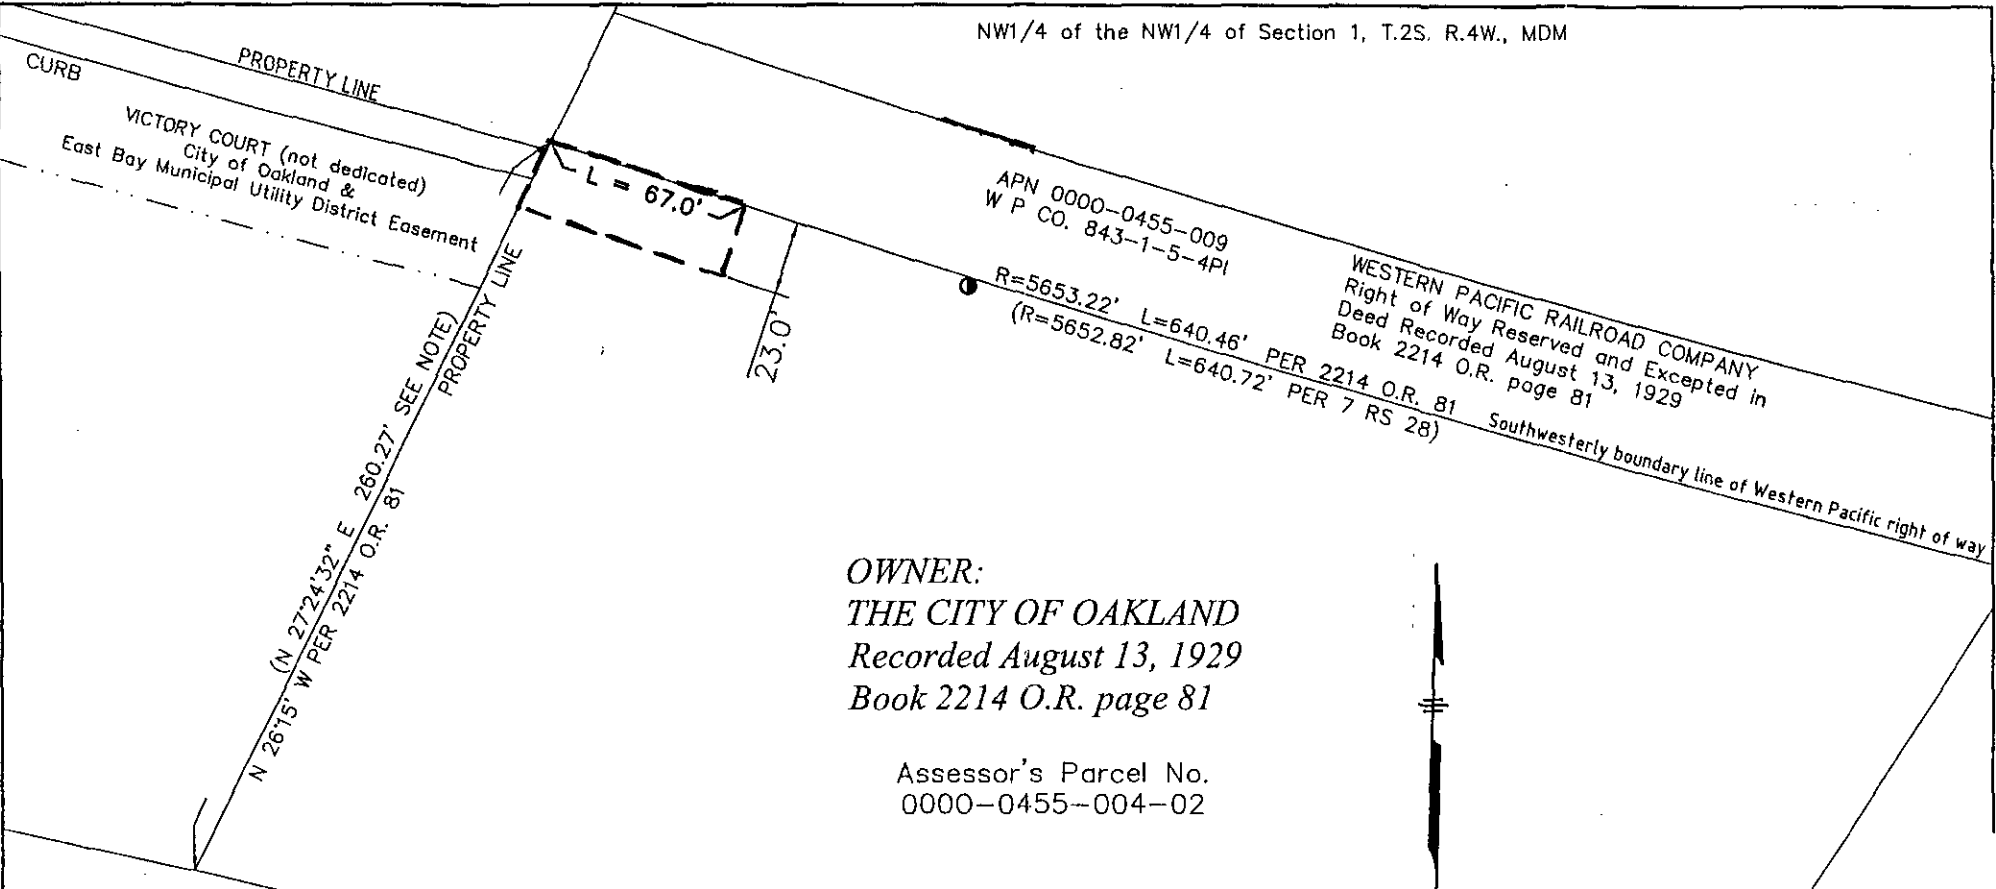 NW1/4 of the NW1/4 of Section 1, T.2S. R.4W., MDM
PROPERTY LINE
CURB
VICTORY COURT (not dedicated)
City of Oakland &
East Bay Municipal Utility District Easement
L = 67.0'
23.0'
APN 0000-0455-009
W P CO. 843-1-5-4PI
WESTERN PACIFIC RAILROAD COMPANY
Right of Way Reserved and Excepted in
Deed Recorded August 13, 1929
Book 2214 O.R. page 81
R=5653.22' L=640.46' PER 2214 O.R. 81
(R=5652.82' L=640.72' PER 7 RS 28)
Southwesterly boundary line of Western Pacific right of way
PROPERTY LINE
(N 27°24'32" E 260.27' SEE NOTE)
N 26°15' W PER 2214 O.R. 81
OWNER:
THE CITY OF OAKLAND
Recorded August 13, 1929
Book 2214 O.R. page 81
Assessor's Parcel No.
0000-0455-004-02